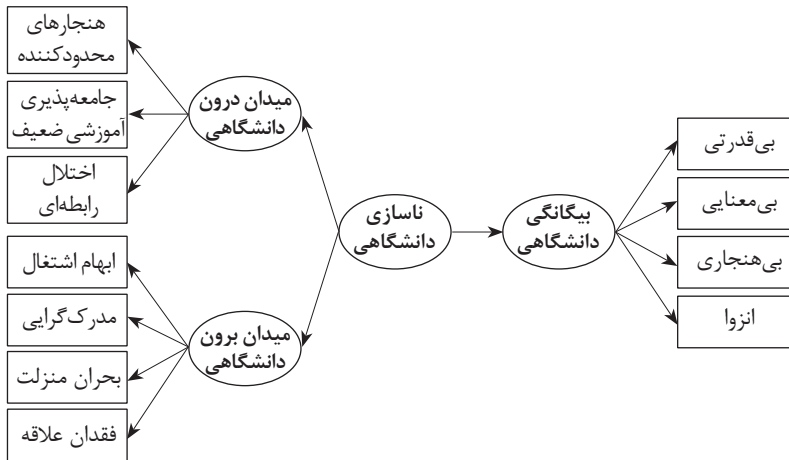 هنجارهای
محدودکننده
جامعه‌پذیری
آموزشی ضعیف
اختلال
رابطه‌ای
ابهام اشتغال
مدرک‌گرایی
بحران منزلت
فقدان علاقه
میدان درون
دانشگاهی
میدان برون
دانشگاهی
ناسازی
دانشگاهی
بیگانگی
دانشگاهی
بی‌قدرتی
بی‌معنایی
بی‌هنجاری
انزوا